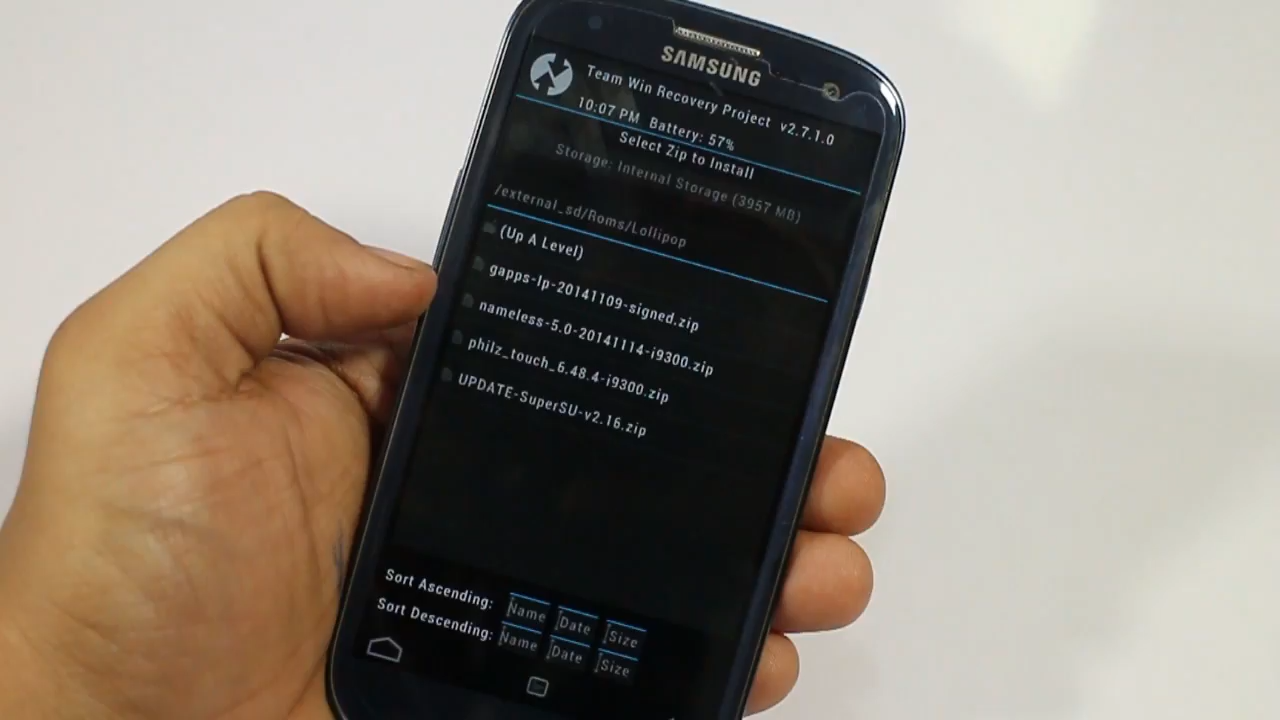 SAMSUNG
Team Win Recovery Project v2.7.1.0
10:07 PM Battery: 57%
Select Zip to Install
Storage: Internal Storage (3957 MB)
/external_sd/Roms/Lollipop
(Up A Level)
gapps-lp-20141109-signed.zip
nameless-5.0-20141114-i9300.zip
philz_touch_6.48.4-i9300.zip
UPDATE-SuperSU-v2.16.zip
Sort Ascending: Name Date Size
Sort Descending: Name Date Size